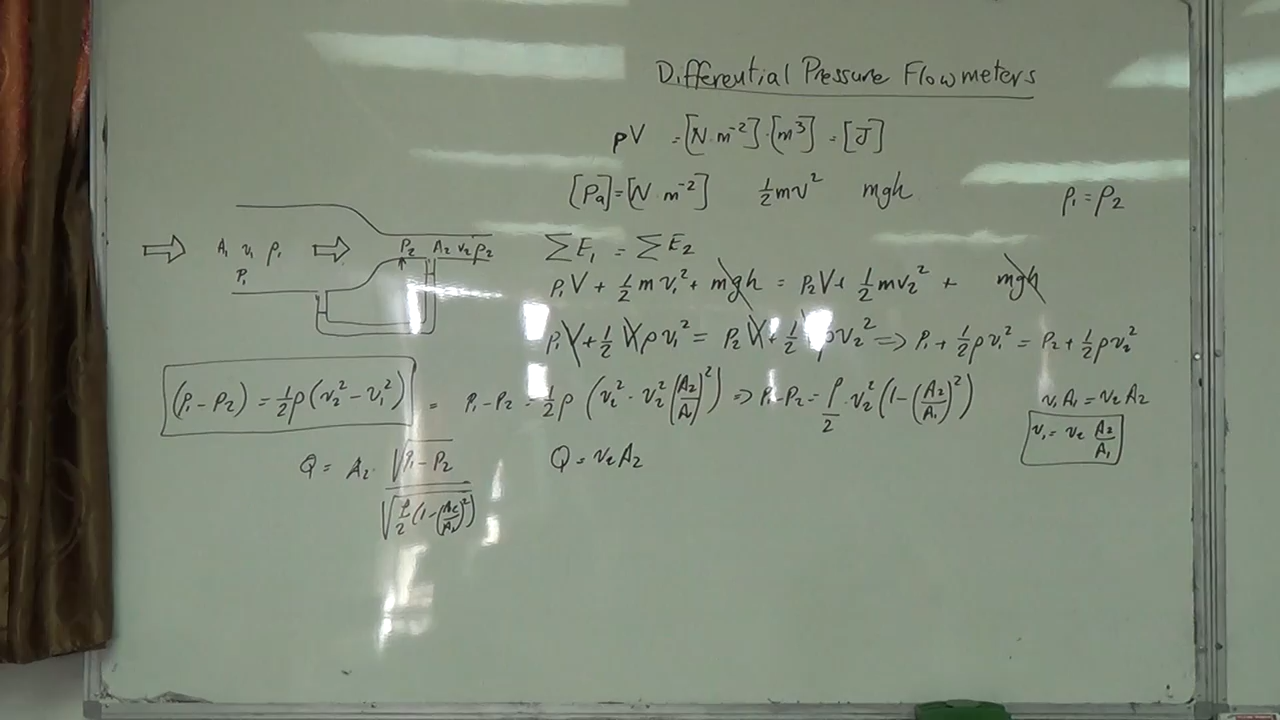 Differential Pressure Flowmeters
pV = [N·m⁻²]·[m³] = [J]
[Pa] = [N·m⁻²] ½mv² mgh
ρ₁ = ρ₂
A₁ v₁ ρ₁
P₁
P₂ A₂ v₂ ρ₂
∑E₁ = ∑E₂
P₁V + ½mv₁² + mgh = P₂V + ½mv₂² + mgh
P₁V + ½Vρv₁² = P₂V + ½Vρv₂² => P₁ + ½ρv₁² = P₂ + ½ρv₂²
(P₁ - P₂) = ½ρ(v₂² - v₁²) = P₁ - P₂ = ½ρ(v₂² - v₂²(A₂/A₁)²) => P₁ - P₂ = ρ/2·v₂²(1-(A₂/A₁)²)
v₁A₁ = v₂A₂
v₁ = v₂ A₂/A₁
Q = A₂·√(P₁ - P₂)/√(ρ/2(1-(A₂/A₁)²))
Q = v₂A₂